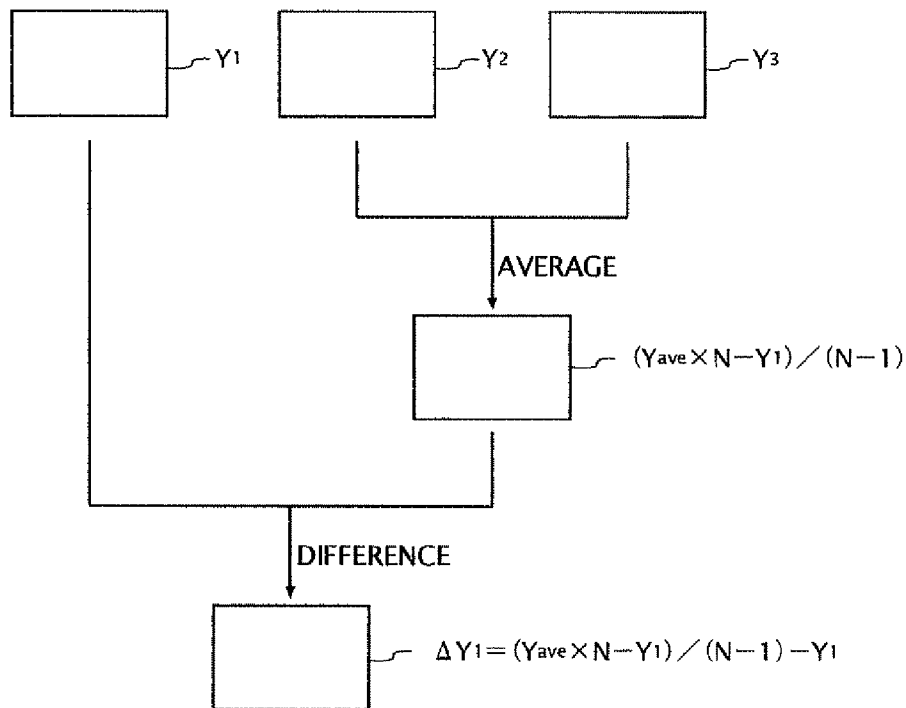 Y1
Y2
Y3
AVERAGE
(Yave×N−Y1)／(N−1)
DIFFERENCE
ΔY1=(Yave×N−Y1)／(N−1)−Y1